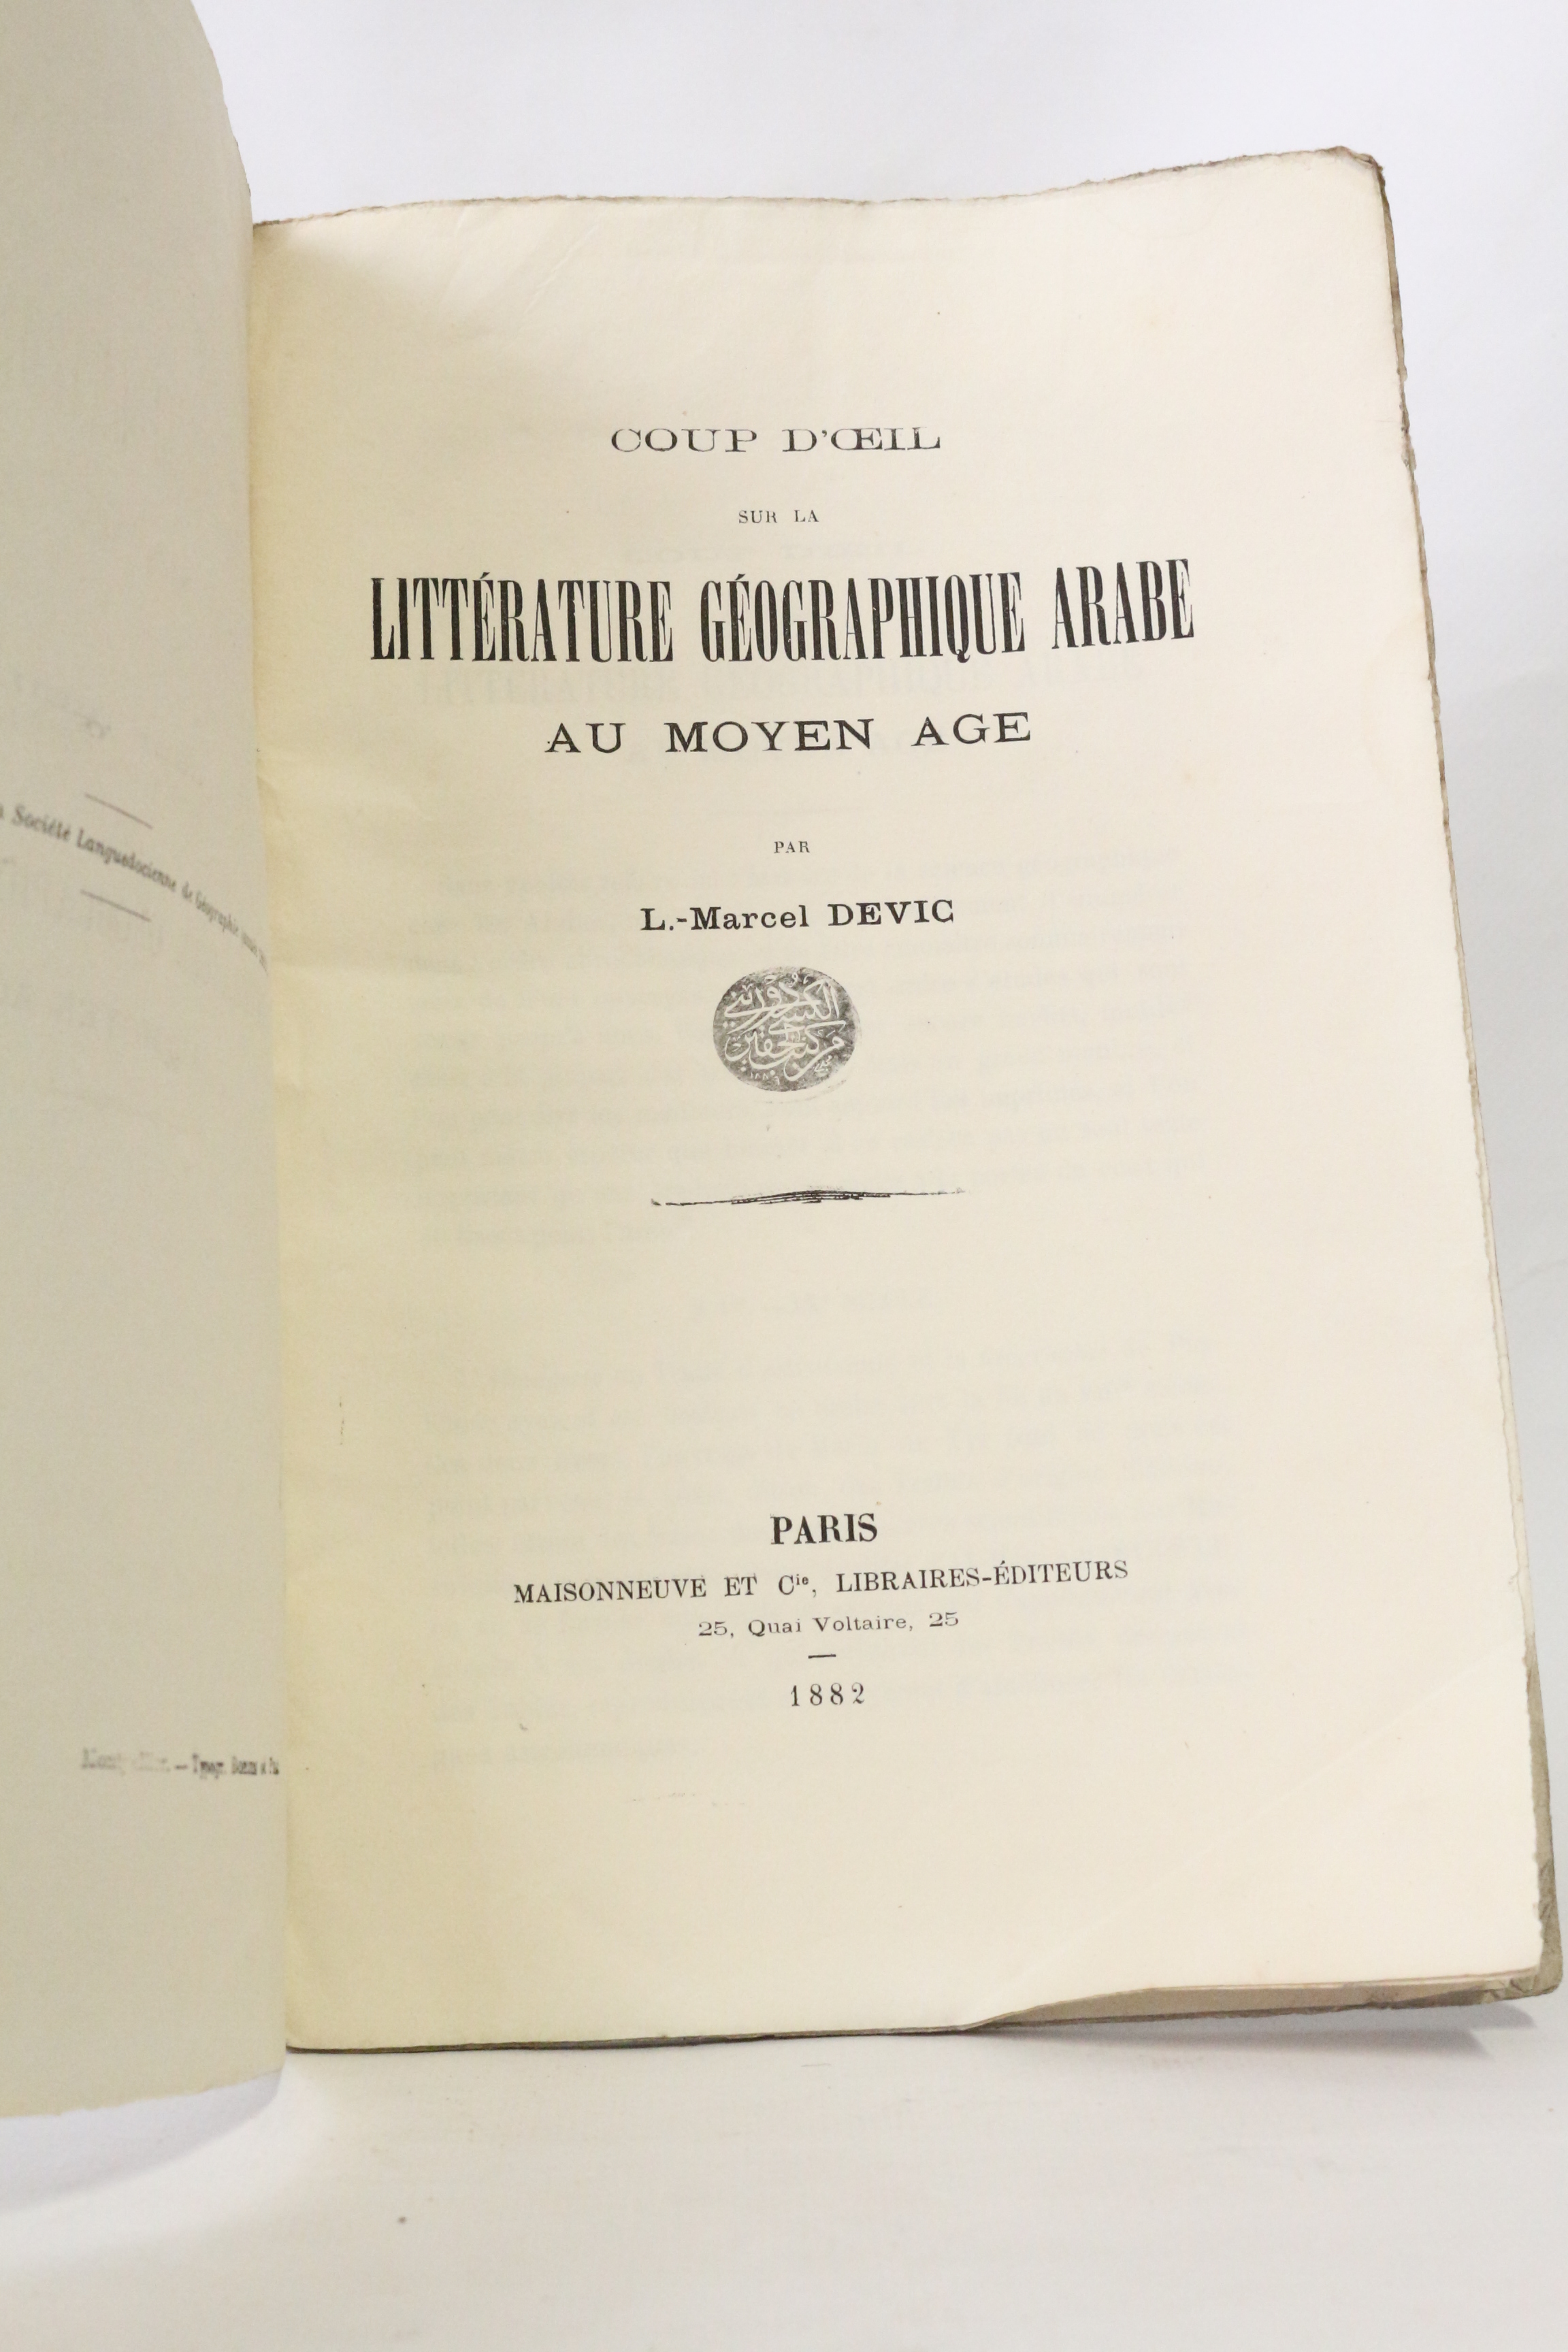 Société Languedocienne de Géographie
Typogr.
COUP D'ŒIL
SUR LA
LITTÉRATURE GÉOGRAPHIQUE ARABE
AU MOYEN AGE
PAR
L.-Marcel DEVIC
PARIS
MAISONNEUVE ET Cie, LIBRAIRES-ÉDITEURS
25, Quai Voltaire, 25
1882